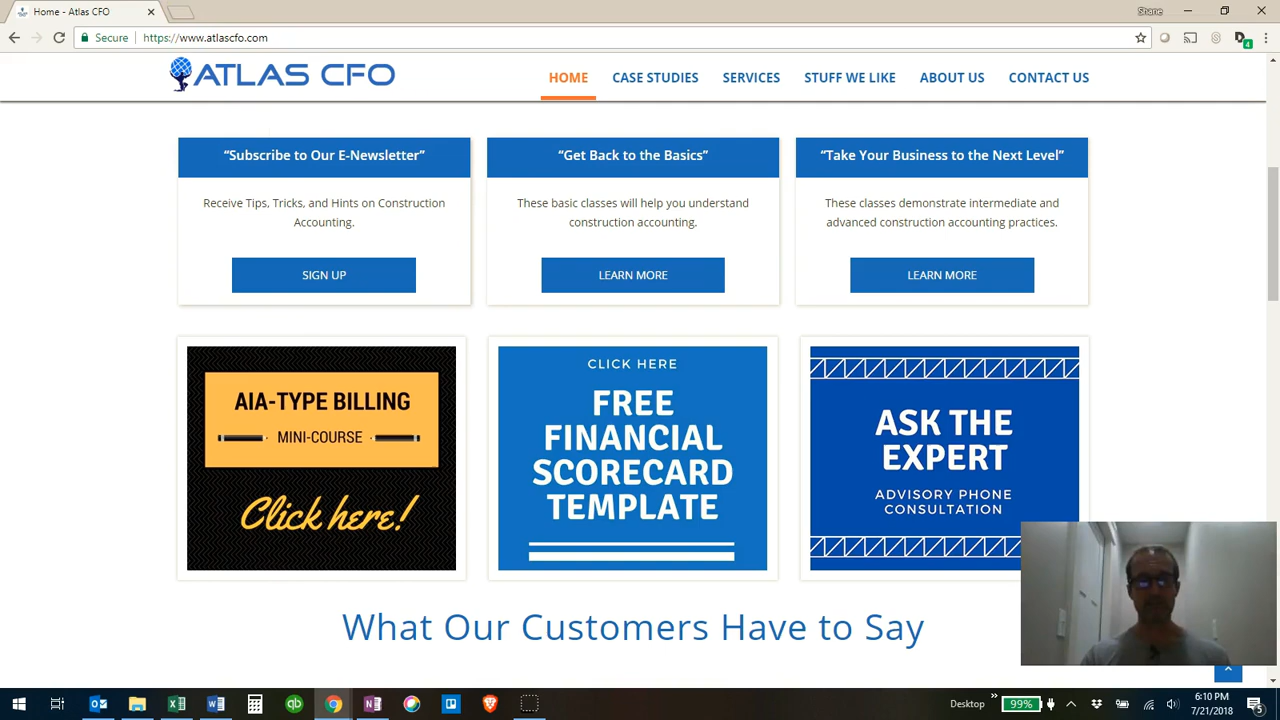 Home - Atlas CFO
Share
Secure
https://www.atlascfo.com
4
ATLAS CFO
HOME
CASE STUDIES
SERVICES
STUFF WE LIKE
ABOUT US
CONTACT US
“Subscribe to Our E-Newsletter”
Receive Tips, Tricks, and Hints on Construction
Accounting.
SIGN UP
“Get Back to the Basics”
These basic classes will help you understand
construction accounting.
LEARN MORE
“Take Your Business to the Next Level”
These classes demonstrate intermediate and
advanced construction accounting practices.
LEARN MORE
AIA-TYPE BILLING
MINI-COURSE
Click here!
CLICK HERE
FREE
FINANCIAL
SCORECARD
TEMPLATE
ASK THE
EXPERT
ADVISORY PHONE
CONSULTATION
What Our Customers Have to Say
qb
Desktop
99%
6:10 PM
7/21/2018
5